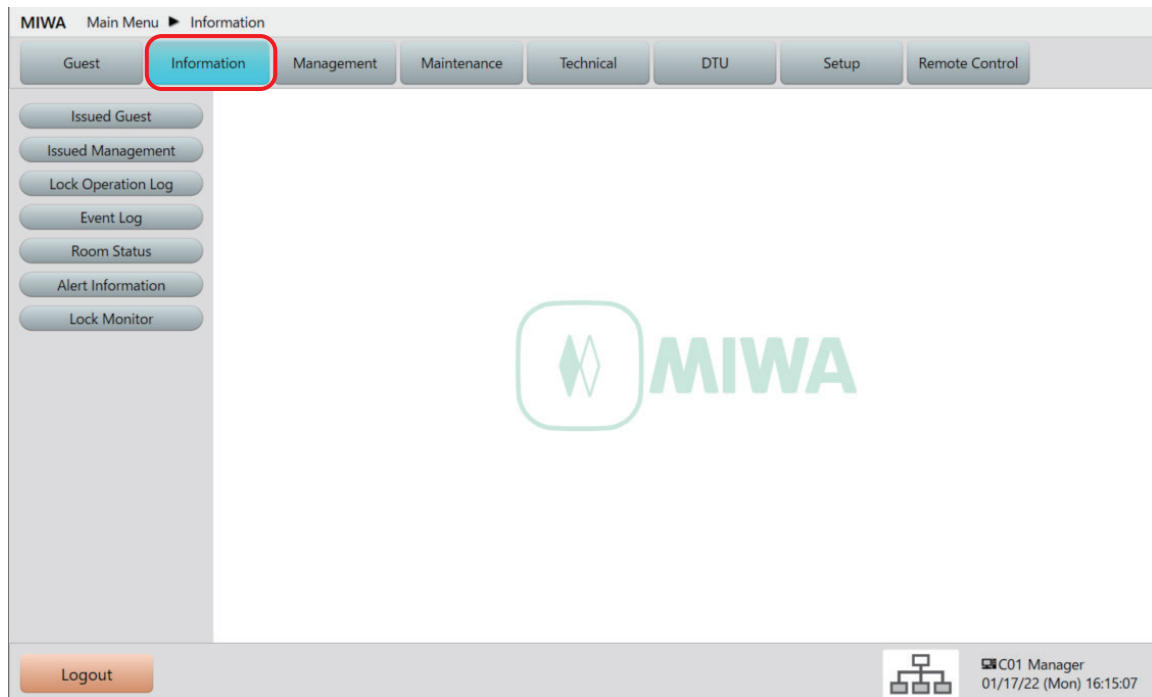 MIWA Main Menu ► Information
Guest Information Management Maintenance Technical DTU Setup Remote Control
Issued Guest
Issued Management
Lock Operation Log
Event Log
Room Status
Alert Information
Lock Monitor
MIWA
Logout
C01 Manager
01/17/22 (Mon) 16:15:07